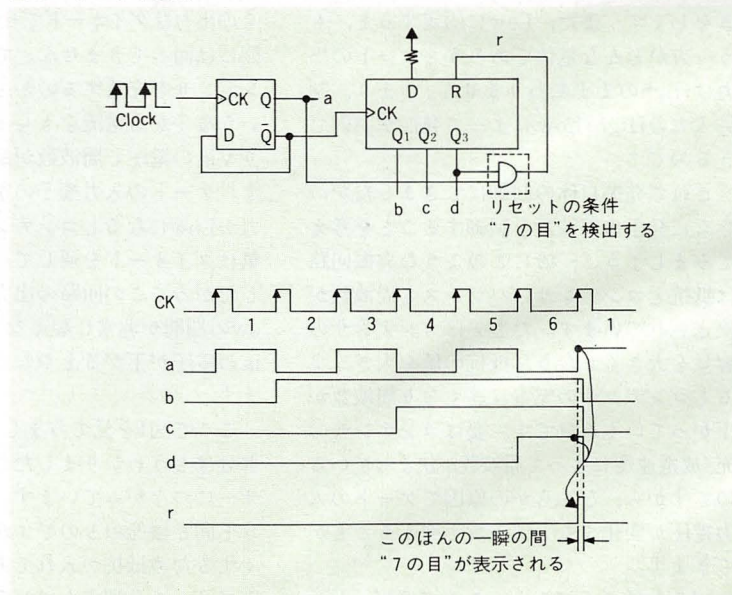 r
D R
CK Q
a
Clock
CK
D Q̅
Q1 Q2 Q3
b c d
リセットの条件
"7の目"を検出する
CK
1 2 3 4 5 6 1
a
b
c
d
r
このほんの一瞬の間
"7の目"が表示される